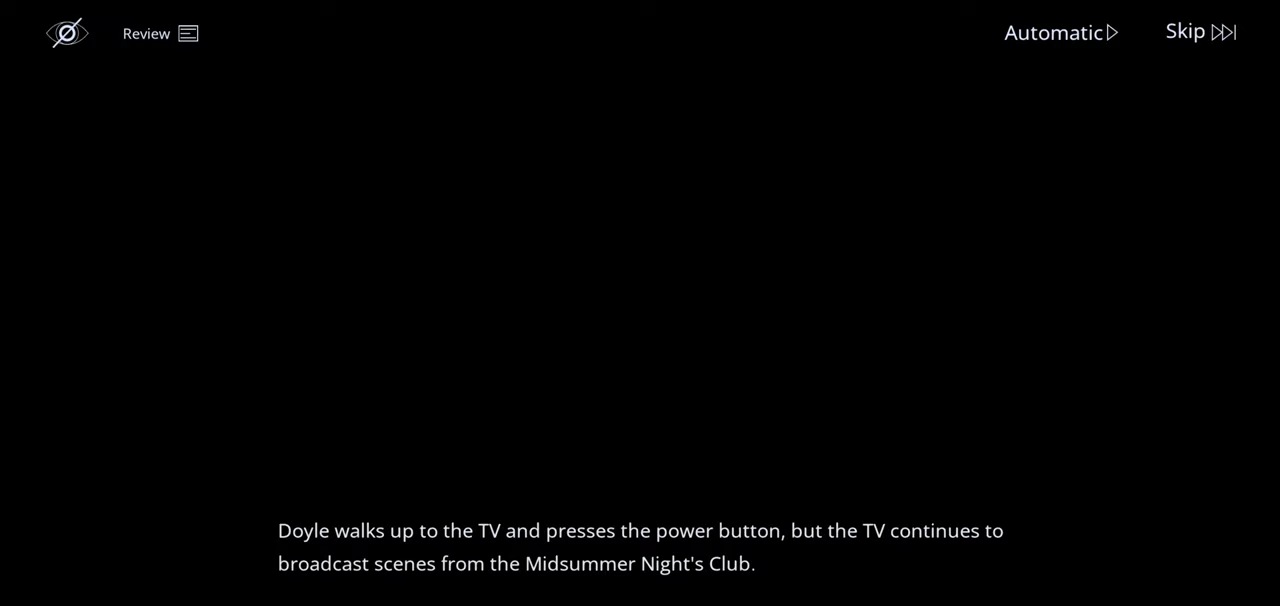 Review
Automatic
Skip
Doyle walks up to the TV and presses the power button, but the TV continues to
broadcast scenes from the Midsummer Night's Club.